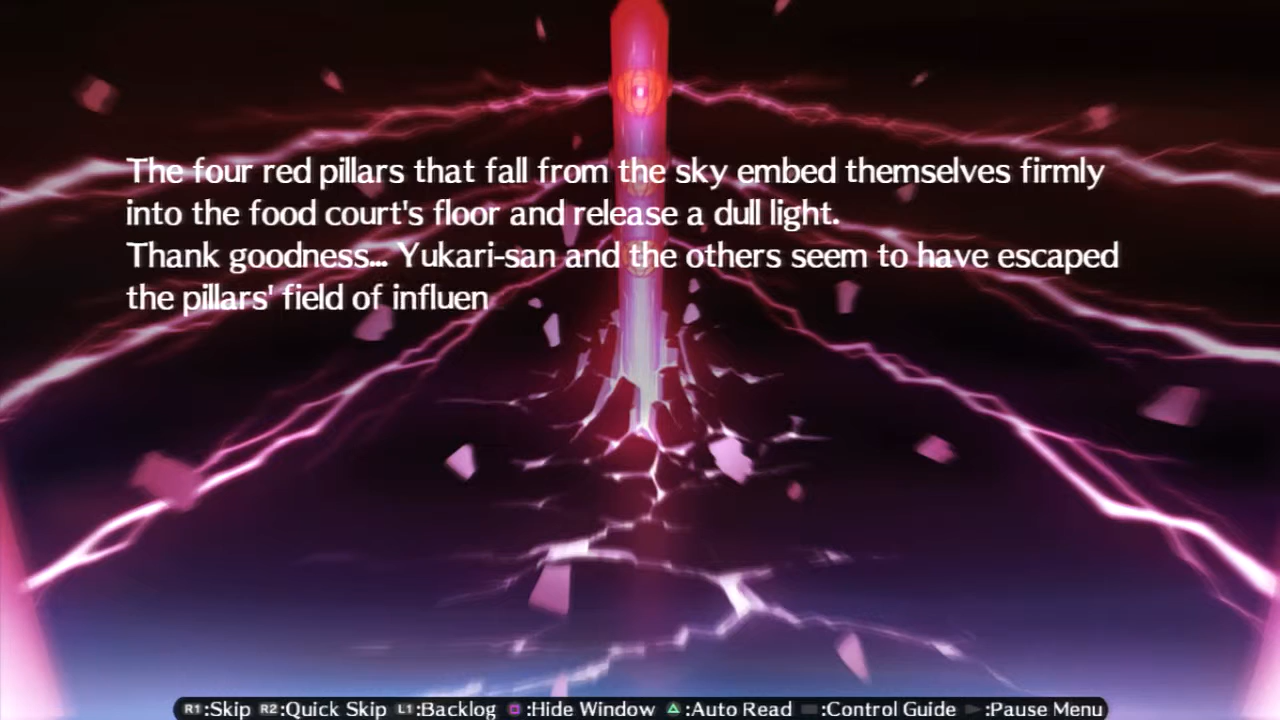 The four red pillars that fall from the sky embed themselves firmly
into the food court's floor and release a dull light.
Thank goodness... Yukari-san and the others seem to have escaped
the pillars' field of influen
R1:Skip R2:Quick Skip L1:Backlog :Hide Window :Auto Read :Control Guide :Pause Menu